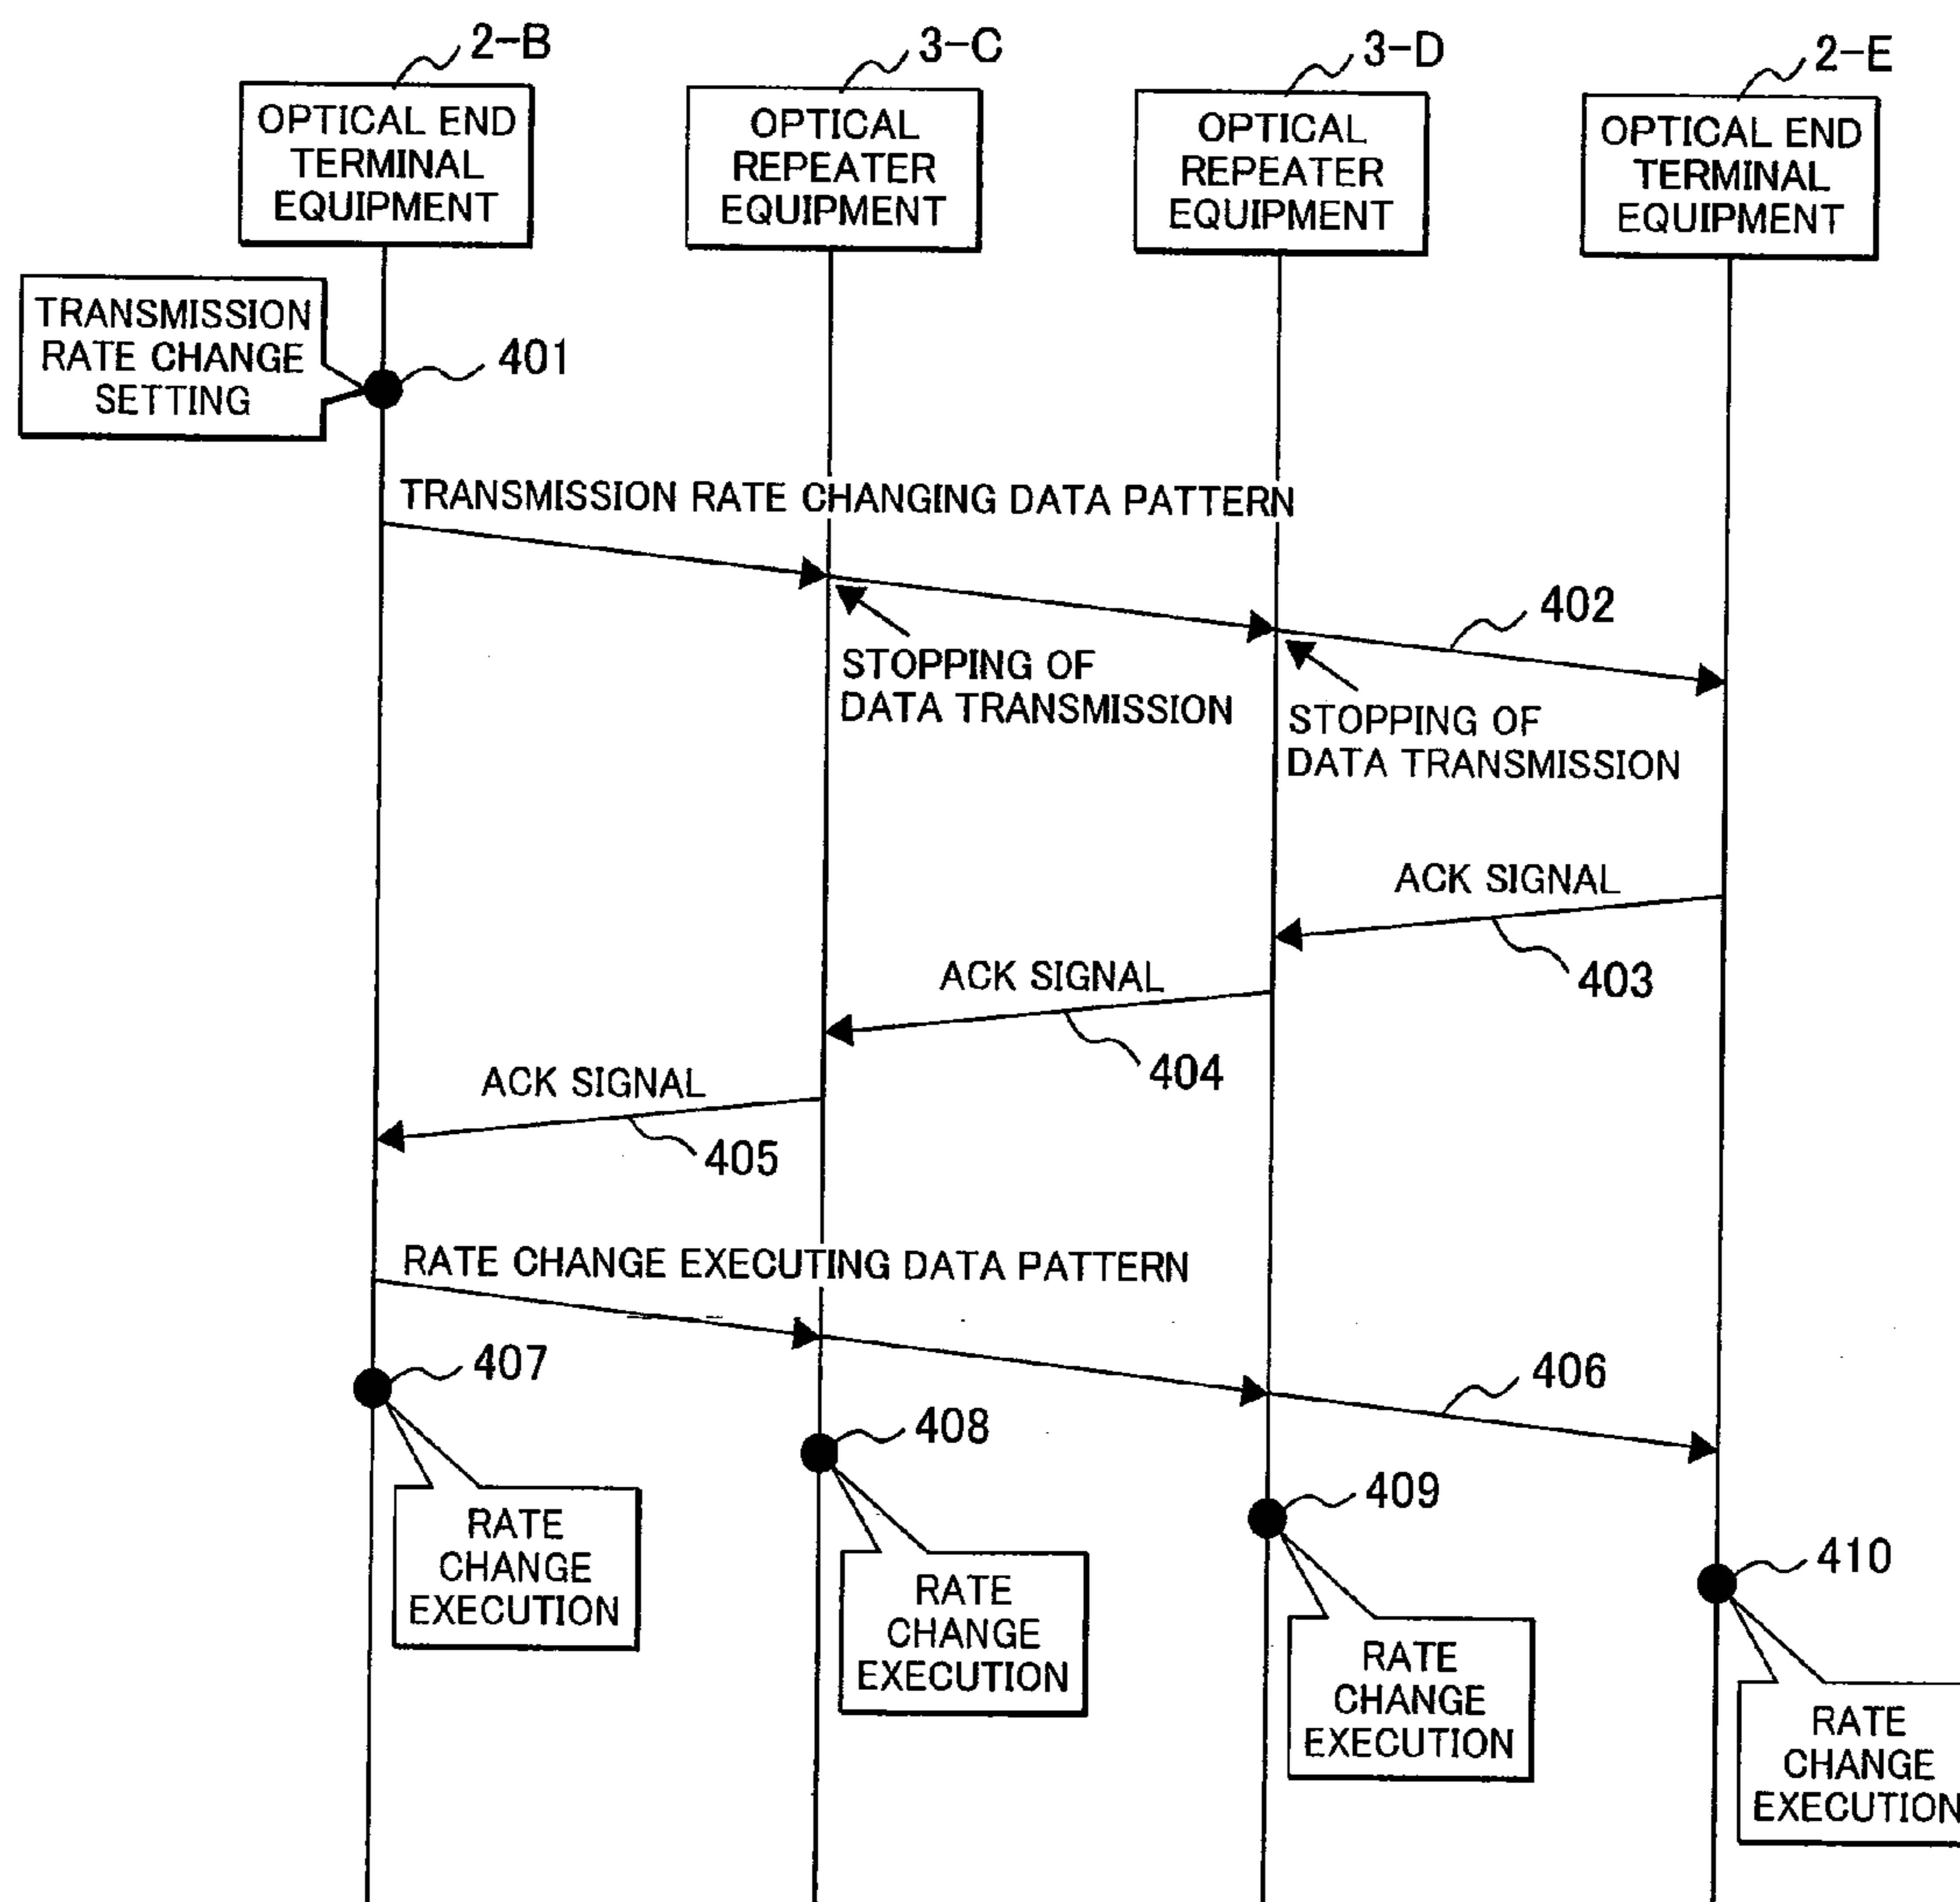 2-B
3-C
3-D
2-E
OPTICAL END
TERMINAL
EQUIPMENT
OPTICAL
REPEATER
EQUIPMENT
OPTICAL
REPEATER
EQUIPMENT
OPTICAL END
TERMINAL
EQUIPMENT
TRANSMISSION
RATE CHANGE
SETTING
401
TRANSMISSION RATE CHANGING DATA PATTERN
402
STOPPING OF
DATA TRANSMISSION
STOPPING OF
DATA TRANSMISSION
ACK SIGNAL
403
ACK SIGNAL
404
ACK SIGNAL
405
RATE CHANGE EXECUTING DATA PATTERN
406
407
408
409
410
RATE
CHANGE
EXECUTION
RATE
CHANGE
EXECUTION
RATE
CHANGE
EXECUTION
RATE
CHANGE
EXECUTION